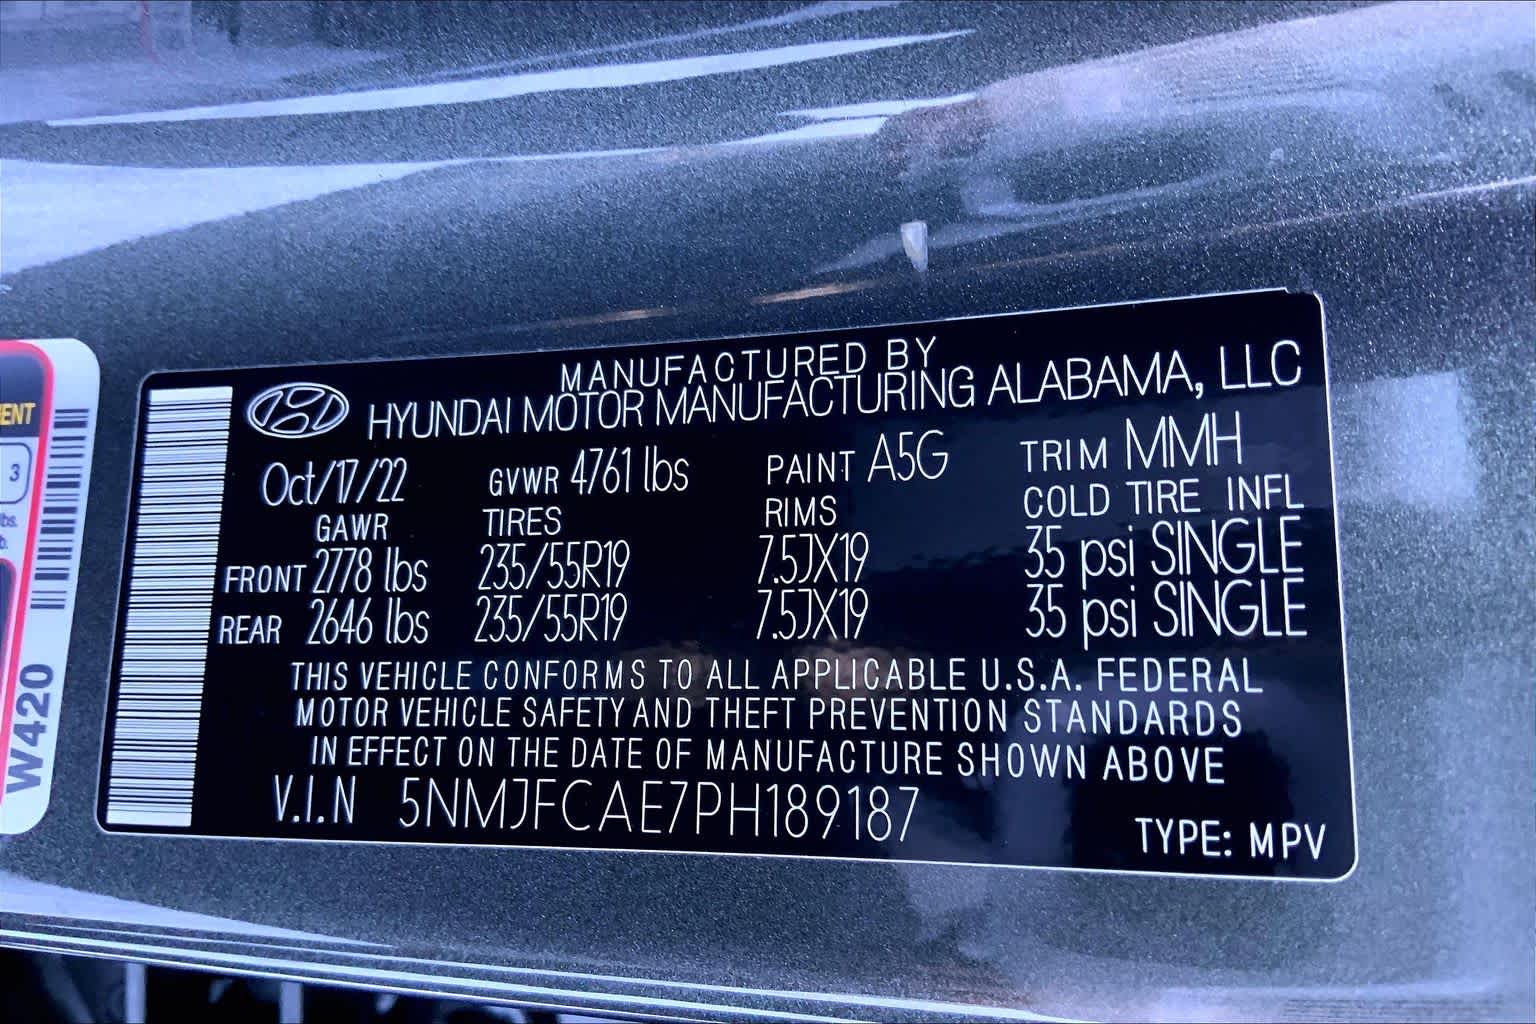 MANUFACTURED BY
HYUNDAI MOTOR MANUFACTURING ALABAMA, LLC
Oct/17/22 GVWR 4761 lbs PAINT A5G TRIM MMH
GAWR TIRES RIMS COLD TIRE INFL
FRONT 2778 lbs 235/55R19 7.5JX19 35 psi SINGLE
REAR 2646 lbs 235/55R19 7.5JX19 35 psi SINGLE
THIS VEHICLE CONFORMS TO ALL APPLICABLE U.S.A. FEDERAL
MOTOR VEHICLE SAFETY AND THEFT PREVENTION STANDARDS
IN EFFECT ON THE DATE OF MANUFACTURE SHOWN ABOVE
V.I.N 5NMJFCAE7PH189187
TYPE: MPV
3
W420